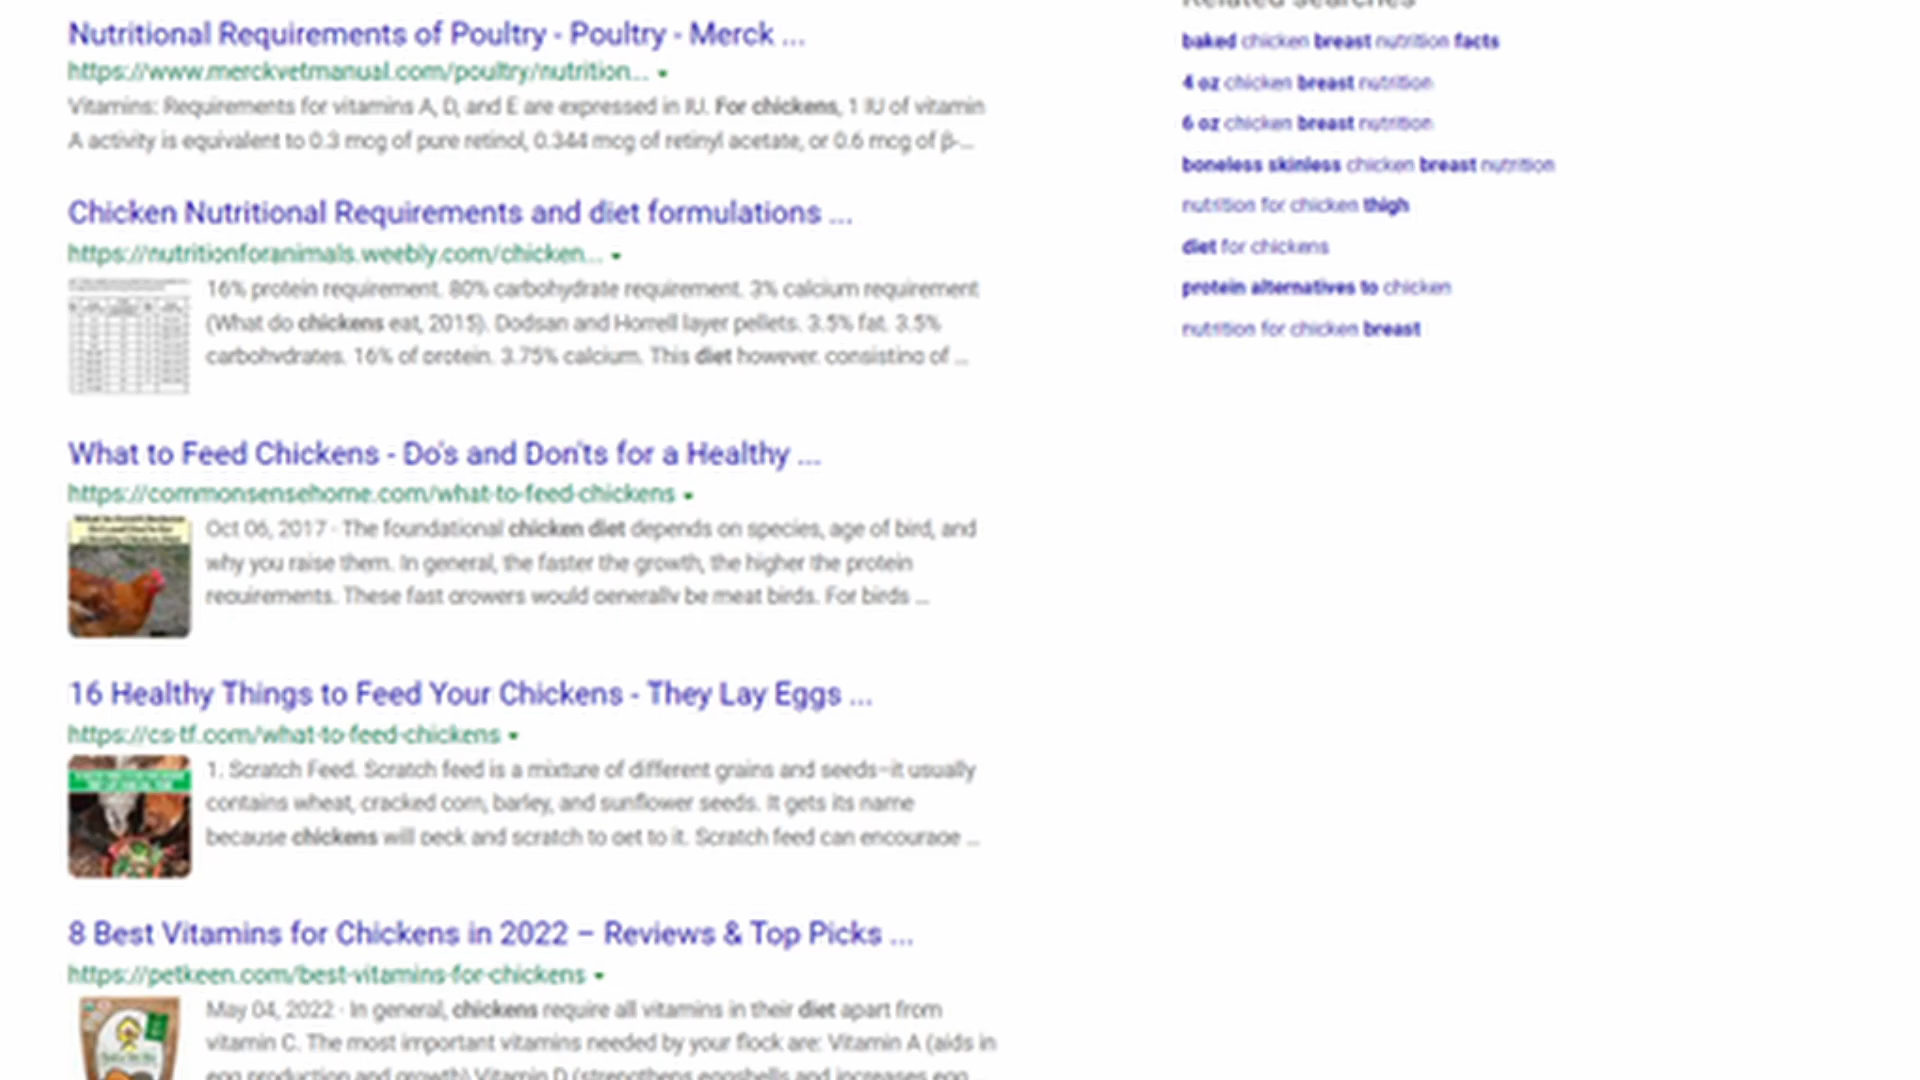 Nutritional Requirements of Poultry - Poultry - Merck ...
https://www.merckvetmanual.com/poultry/nutrition... ▾
Vitamins: Requirements for vitamins A, D, and E are expressed in IU. For chickens, 1 IU of vitamin
A activity is equivalent to 0.3 mcg of pure retinol, 0.344 mcg of retinyl acetate, or 0.6 mcg of β-...
Chicken Nutritional Requirements and diet formulations ...
https://nutritionforanimals.weebly.com/chicken... ▾
16% protein requirement. 80% carbohydrate requirement. 3% calcium requirement
(What do chickens eat, 2015). Dodsan and Horrell layer pellets. 3.5% fat. 3.5%
carbohydrates. 16% of protein. 3.75% calcium. This diet however, consisting of ...
What to Feed Chickens - Do's and Don'ts for a Healthy ...
https://commonsensehome.com/what-to-feed-chickens ▾
Oct 06, 2017 · The foundational chicken diet depends on species, age of bird, and
why you raise them. In general, the faster the growth, the higher the protein
requirements. These fast growers would generally be meat birds. For birds ...
16 Healthy Things to Feed Your Chickens - They Lay Eggs ...
https://cs-tf.com/what-to-feed-chickens ▾
1. Scratch Feed. Scratch feed is a mixture of different grains and seeds–it usually
contains wheat, cracked corn, barley, and sunflower seeds. It gets its name
because chickens will peck and scratch to get to it. Scratch feed can encourage ...
8 Best Vitamins for Chickens in 2022 – Reviews & Top Picks ...
https://petkeen.com/best-vitamins-for-chickens ▾
May 04, 2022 · In general, chickens require all vitamins in their diet apart from
vitamin C. The most important vitamins needed by your flock are: Vitamin A (aids in
egg production and growth) Vitamin D (strengthens eggshells and increases egg ...
Related searches
baked chicken breast nutrition facts
4 oz chicken breast nutrition
6 oz chicken breast nutrition
boneless skinless chicken breast nutrition
nutrition for chicken thigh
diet for chickens
protein alternatives to chicken
nutrition for chicken breast